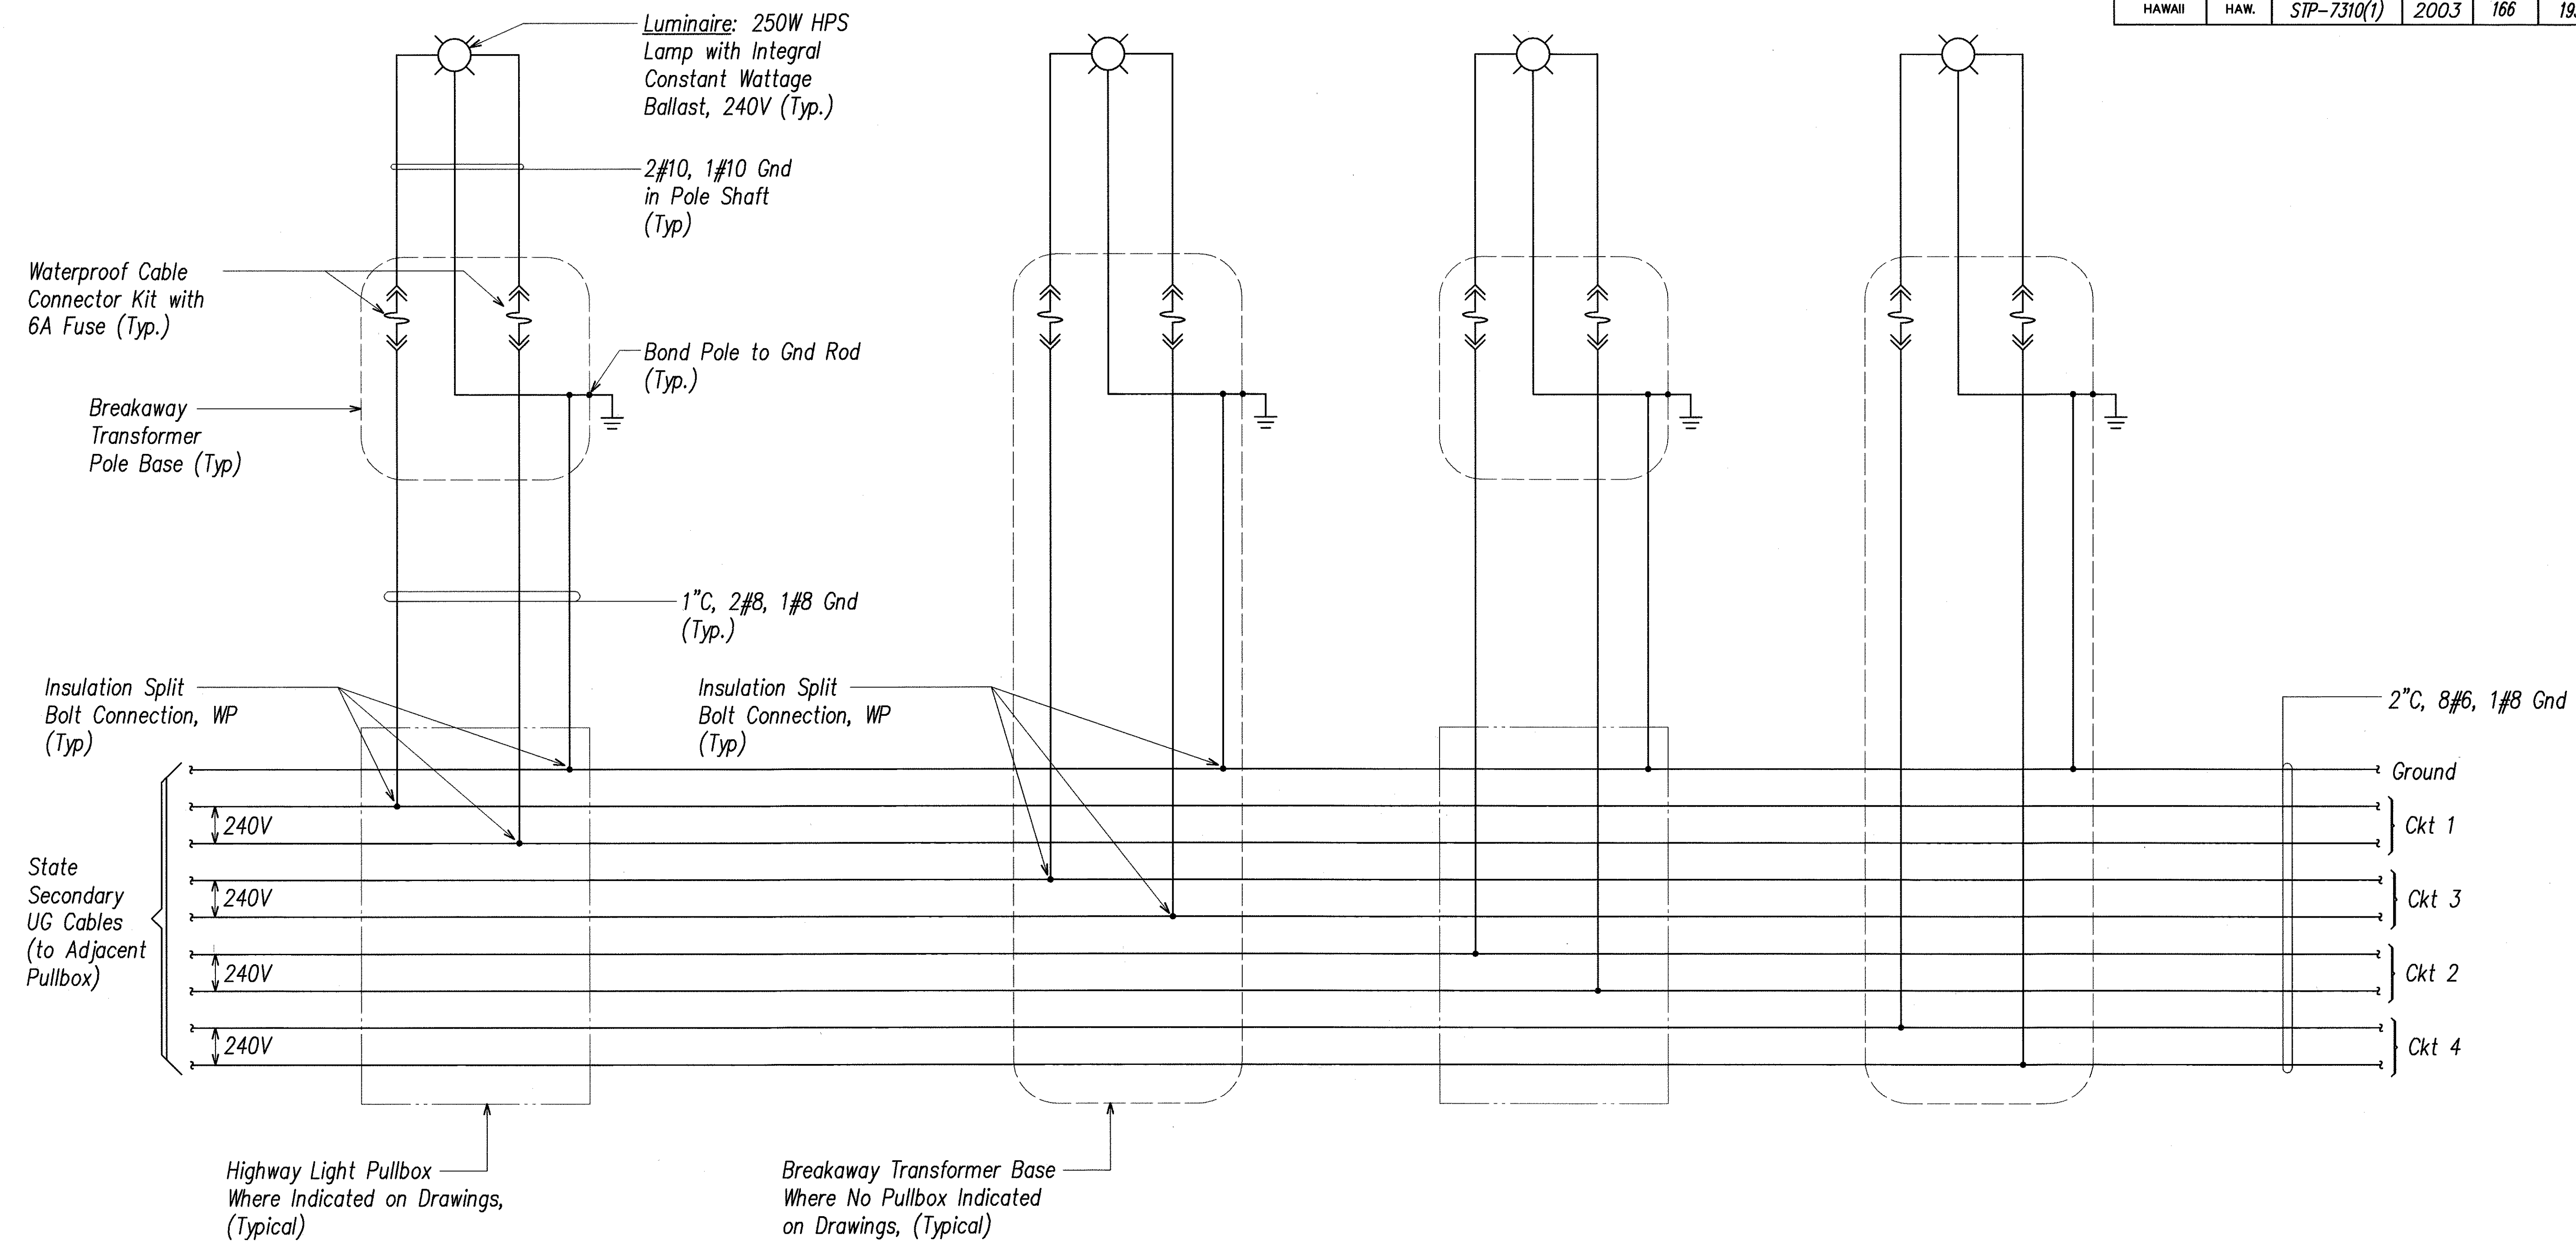 HAWAII HAW. STP-7310(1) 2003 166
Luminaire: 250W HPS
Lamp with Integral
Constant Wattage
Ballast, 240V (Typ.)
2#10, 1#10 Gnd
in Pole Shaft
(Typ)
Waterproof Cable
Connector Kit with
6A Fuse (Typ.)
Bond Pole to Gnd Rod
(Typ.)
Breakaway
Transformer
Pole Base (Typ)
1"C, 2#8, 1#8 Gnd
(Typ.)
Insulation Split
Bolt Connection, WP
(Typ)
Insulation Split
Bolt Connection, WP
(Typ)
2"C, 8#6, 1#8 Gnd
Ground
240V
Ckt 1
State
Secondary
UG Cables
(to Adjacent
Pullbox)
240V
Ckt 3
240V
Ckt 2
240V
Ckt 4
Highway Light Pullbox
Where Indicated on Drawings,
(Typical)
Breakaway Transformer Base
Where No Pullbox Indicated
on Drawings, (Typical)